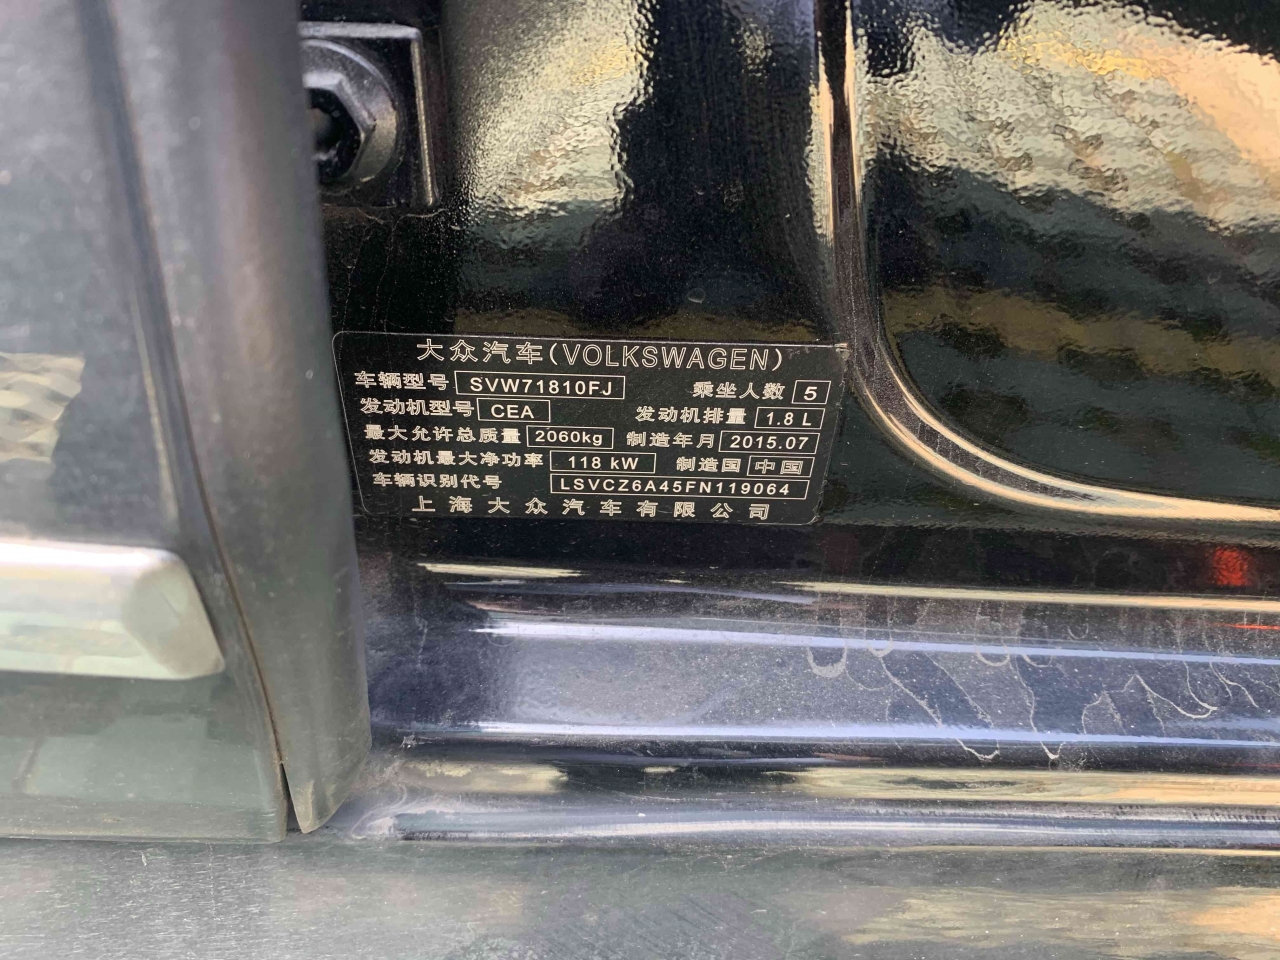 大众汽车(VOLKSWAGEN)
车辆型号 SVW71810FJ 乘坐人数 5
发动机型号 CEA 发动机排量 1.8 L
最大允许总质量 2060kg 制造年月 2015.07
发动机最大净功率 118 kW 制造国 中国
车辆识别代号 LSVCZ6A45FN119064
上海大众汽车有限公司